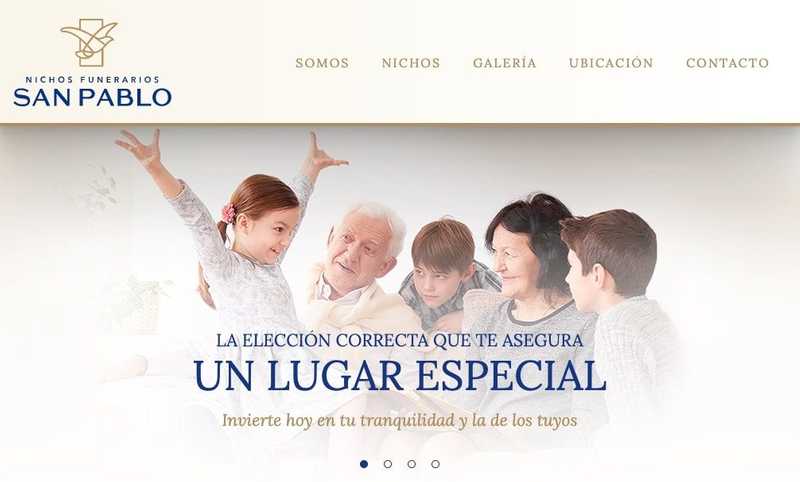 NICHOS FUNERARIOS
SAN PABLO
SOMOS NICHOS GALERÍA UBICACIÓN CONTACTO
LA ELECCIÓN CORRECTA QUE TE ASEGURA
UN LUGAR ESPECIAL
Invierte hoy en tu tranquilidad y la de los tuyos